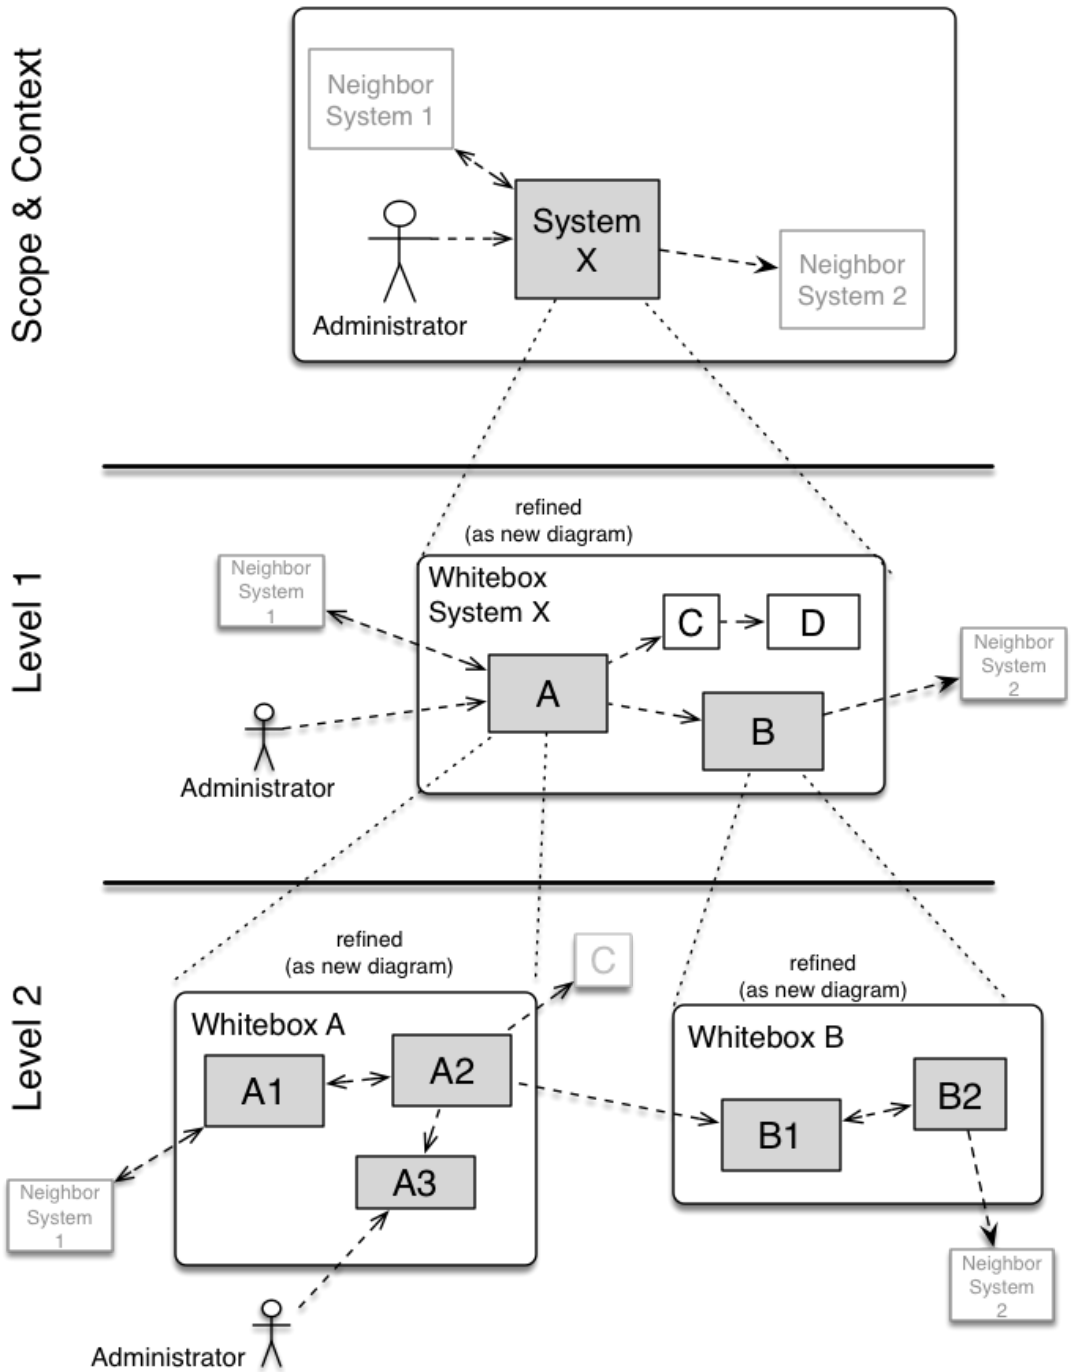 Scope & Context
Neighbor
System 1
System
X
Neighbor
System 2
Administrator
Level 1
refined
(as new diagram)
Neighbor
System
1
Whitebox
System X
C
D
A
B
Neighbor
System
2
Administrator
Level 2
refined
(as new diagram)
C
refined
(as new diagram)
Whitebox A
A1
A2
A3
Whitebox B
B1
B2
Neighbor
System
1
Neighbor
System
2
Administrator